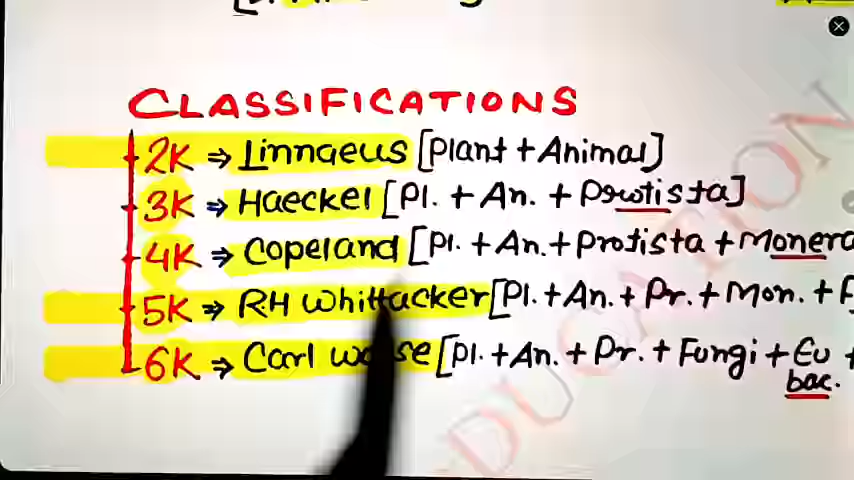 CLASSIFICATIONS
2K ⇒ Linnaeus [Plant + Animal]
3K ⇒ Haeckel [Pl. + An. + Protista]
4K ⇒ Copeland [Pl. + An. + Protista + Monera
5K ⇒ R.H Whittacker [Pl. + An. + Pr. + Mon. + F
6K ⇒ Carl [Pl. + An. + Pr. + Fungi + Eu +
bac.
EDUCATION